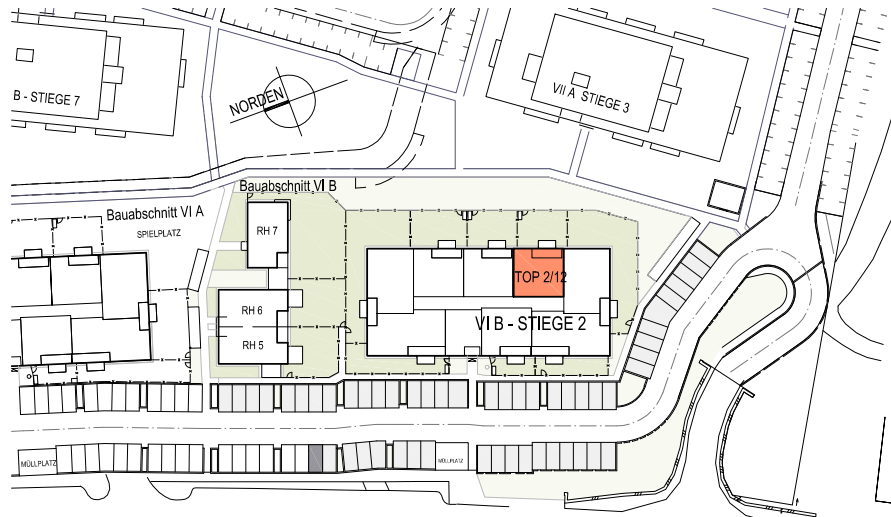 B - STIEGE 7
NORDEN
VII A STIEGE 3
Bauabschnitt VI B
Bauabschnitt VI A
SPIELPLATZ
RH 7
TOP 2/12
RH 6
VI B - STIEGE 2
RH 5
MÜLLPLATZ
MÜLLPLATZ